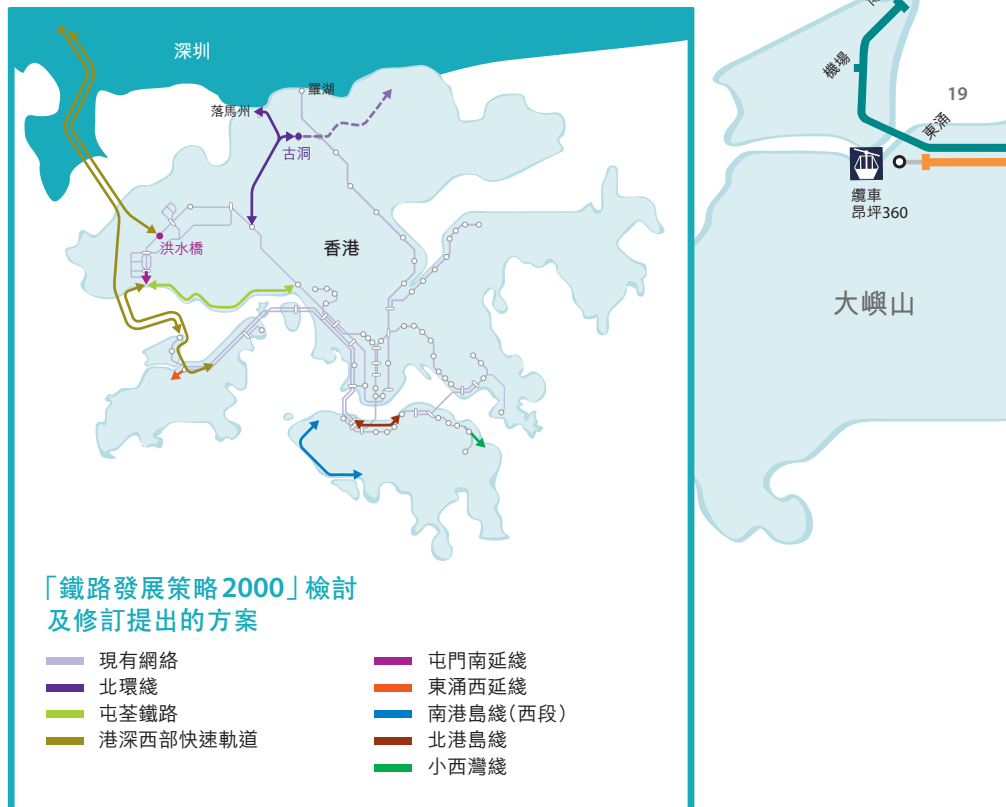 深圳
羅湖
落馬州
古洞
洪水橋
香港
「鐵路發展策略2000」檢討
及修訂提出的方案
現有網絡
北環綫
屯荃鐵路
港深西部快速軌道
屯門南延綫
東涌西延綫
南港島綫(西段)
北港島綫
小西灣綫
機場
19
東涌
纜車
昂坪360
大嶼山